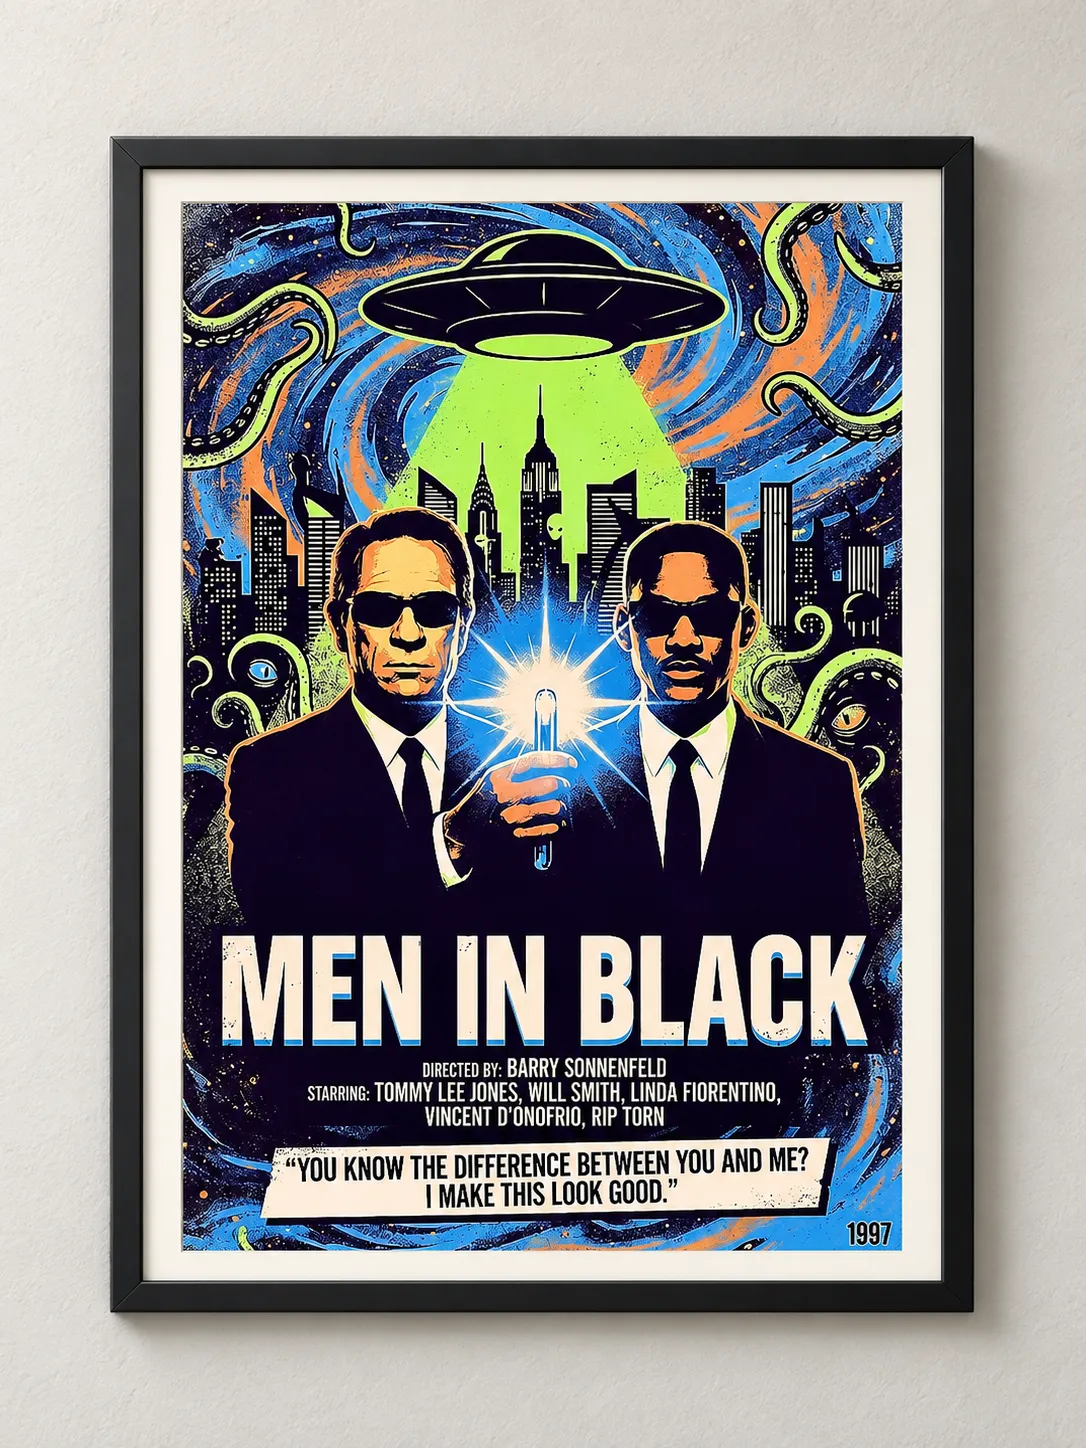 MEN IN BLACK
DIRECTED BY: BARRY SONNENFELD
STARRING: TOMMY LEE JONES, WILL SMITH, LINDA FIORENTINO,
VINCENT D'ONOFRIO, RIP TORN
“YOU KNOW THE DIFFERENCE BETWEEN YOU AND ME?
I MAKE THIS LOOK GOOD.”
1997